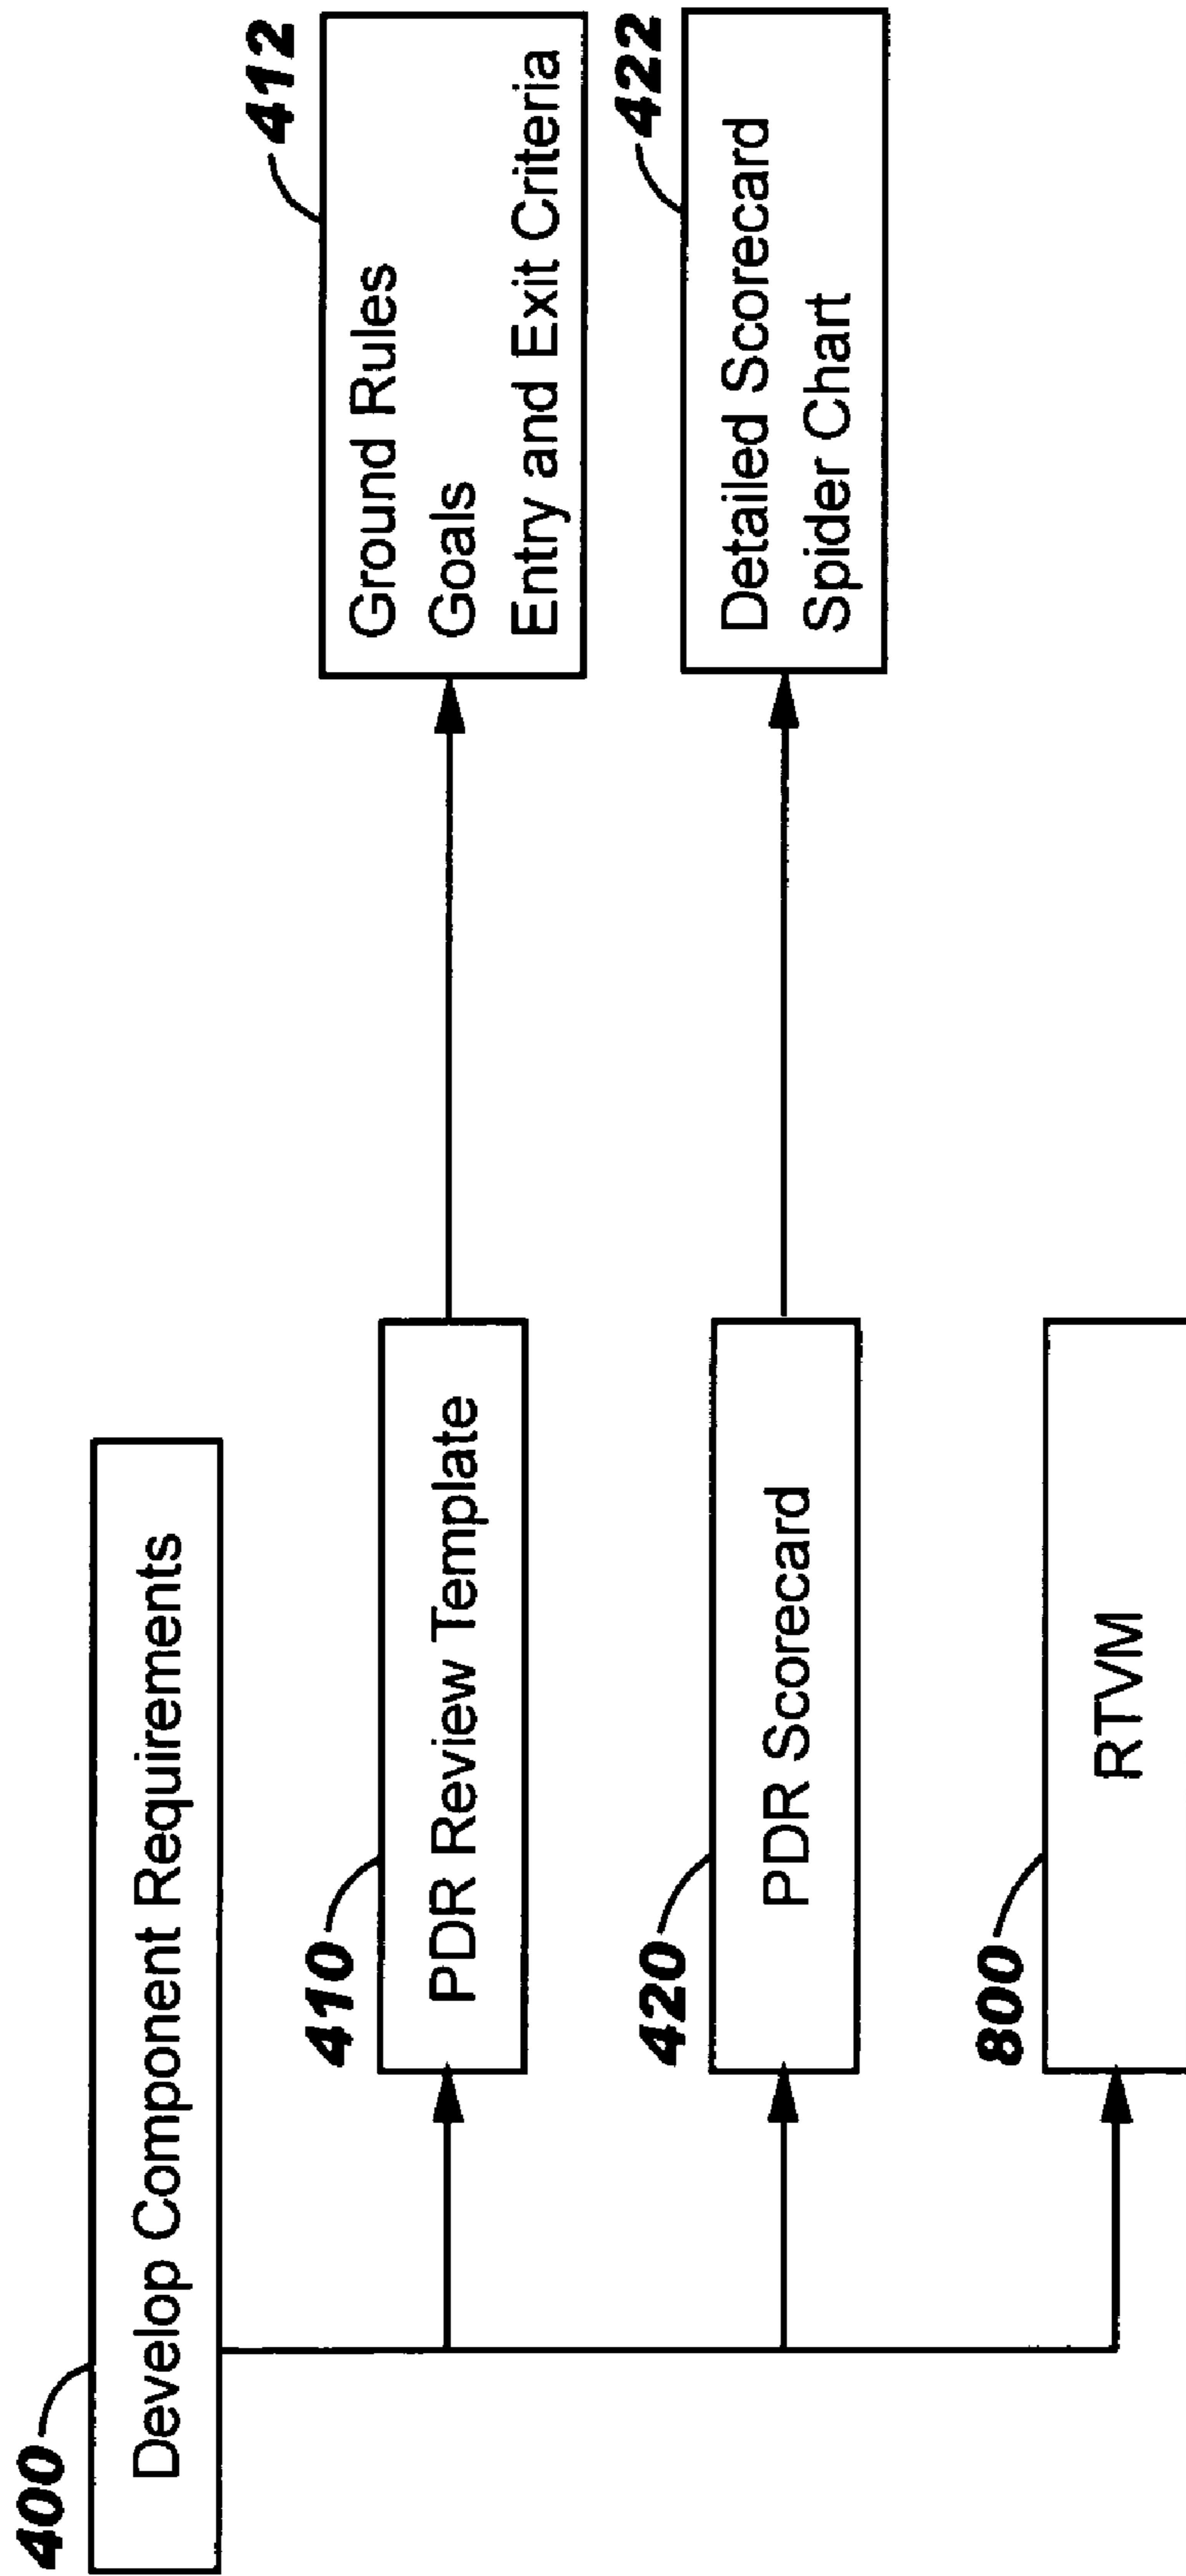 400
Develop Component Requirements
410
PDR Review Template
412
Ground Rules
Goals
Entry and Exit Criteria
420
PDR Scorecard
422
Detailed Scorecard
Spider Chart
800
RTVM